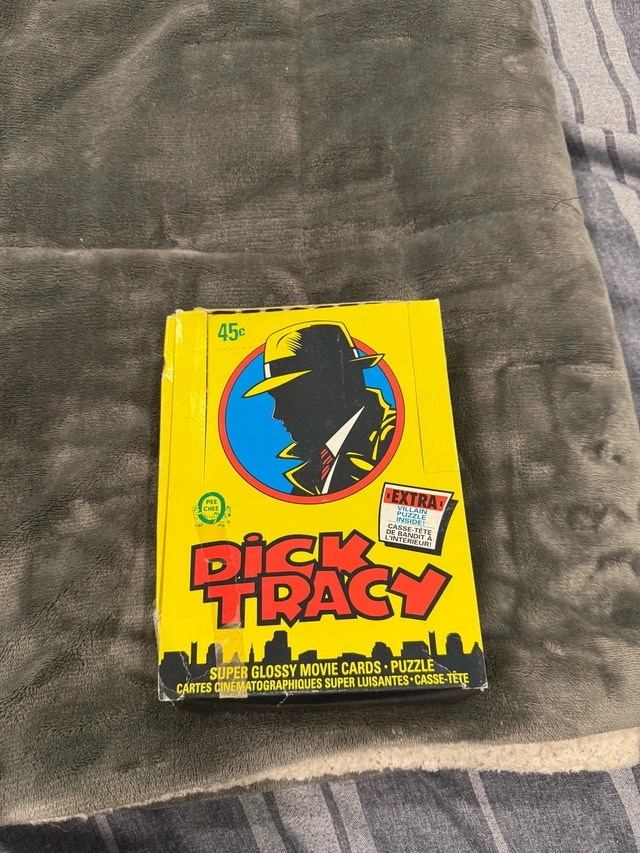 45¢
PEE
CHEE
EXTRA
VILLAIN
PUZZLE
INSIDE!
CASSE-TÊTE
DE BANDIT À
L'INTÉRIEUR!
DICK
TRACY
SUPER GLOSSY MOVIE CARDS • PUZZLE
CARTES CINÉMATOGRAPHIQUES SUPER LUISANTES • CASSE-TÊTE